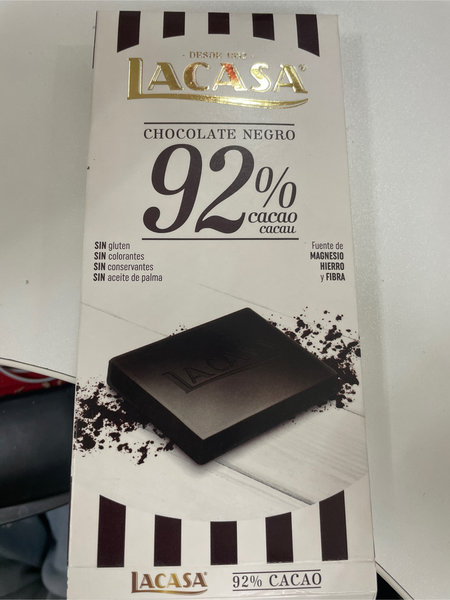 DESDE
LACASA
CHOCOLATE NEGRO
92%
cacao
cacau
SIN gluten
SIN colorantes
SIN conservantes
SIN aceite de palma
Fuente de
MAGNESIO
HIERRO
y FIBRA
LACASA
LACASA
92% CACAO